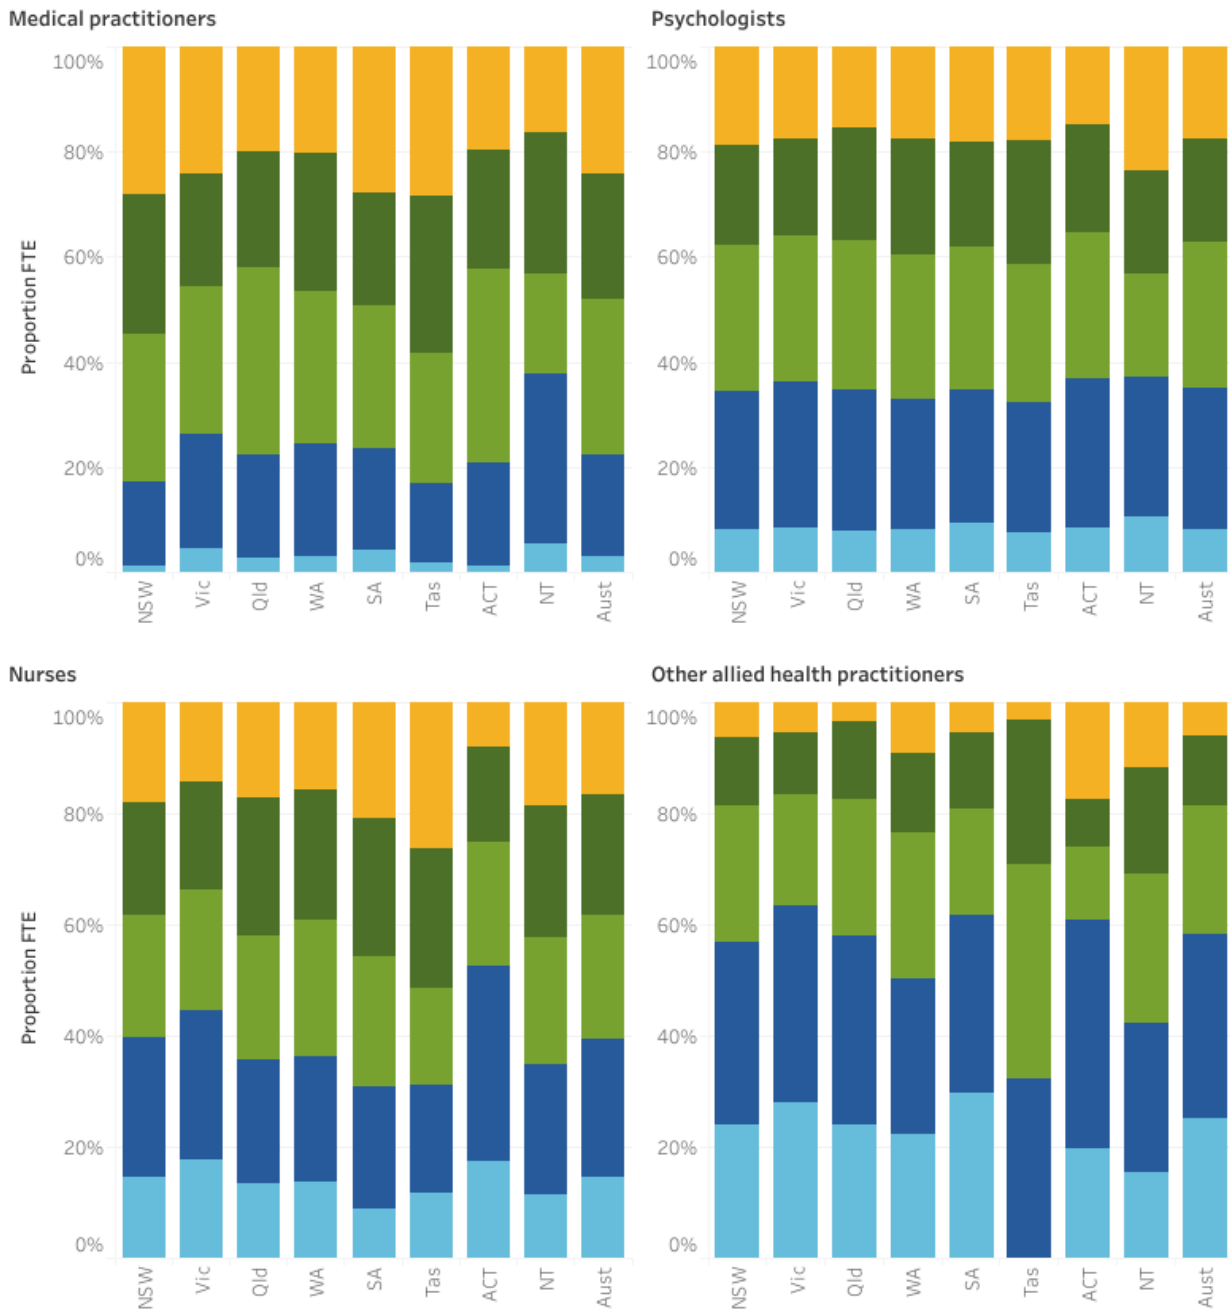 Medical practitioners
Psychologists
Proportion FTE
100%
80%
60%
40%
20%
0%
NSW
Vic
Qld
WA
SA
Tas
ACT
NT
Aust
100%
80%
60%
40%
20%
0%
NSW
Vic
Qld
WA
SA
Tas
ACT
NT
Aust
Nurses
Other allied health practitioners
Proportion FTE
100%
80%
60%
40%
20%
0%
NSW
Vic
Qld
WA
SA
Tas
ACT
NT
Aust
100%
80%
60%
40%
20%
0%
NSW
Vic
Qld
WA
SA
Tas
ACT
NT
Aust